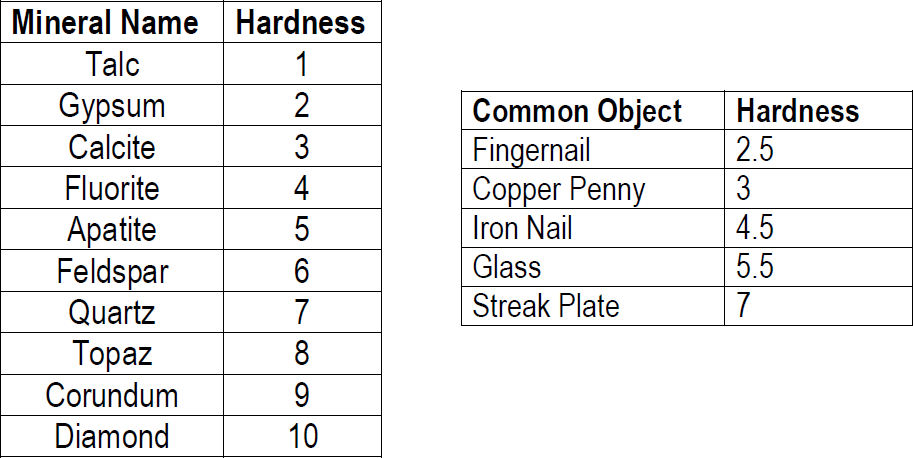 Mineral Name Hardness
Talc 1
Gypsum 2
Calcite 3
Fluorite 4
Apatite 5
Feldspar 6
Quartz 7
Topaz 8
Corundum 9
Diamond 10
Common Object Hardness
Fingernail 2.5
Copper Penny 3
Iron Nail 4.5
Glass 5.5
Streak Plate 7